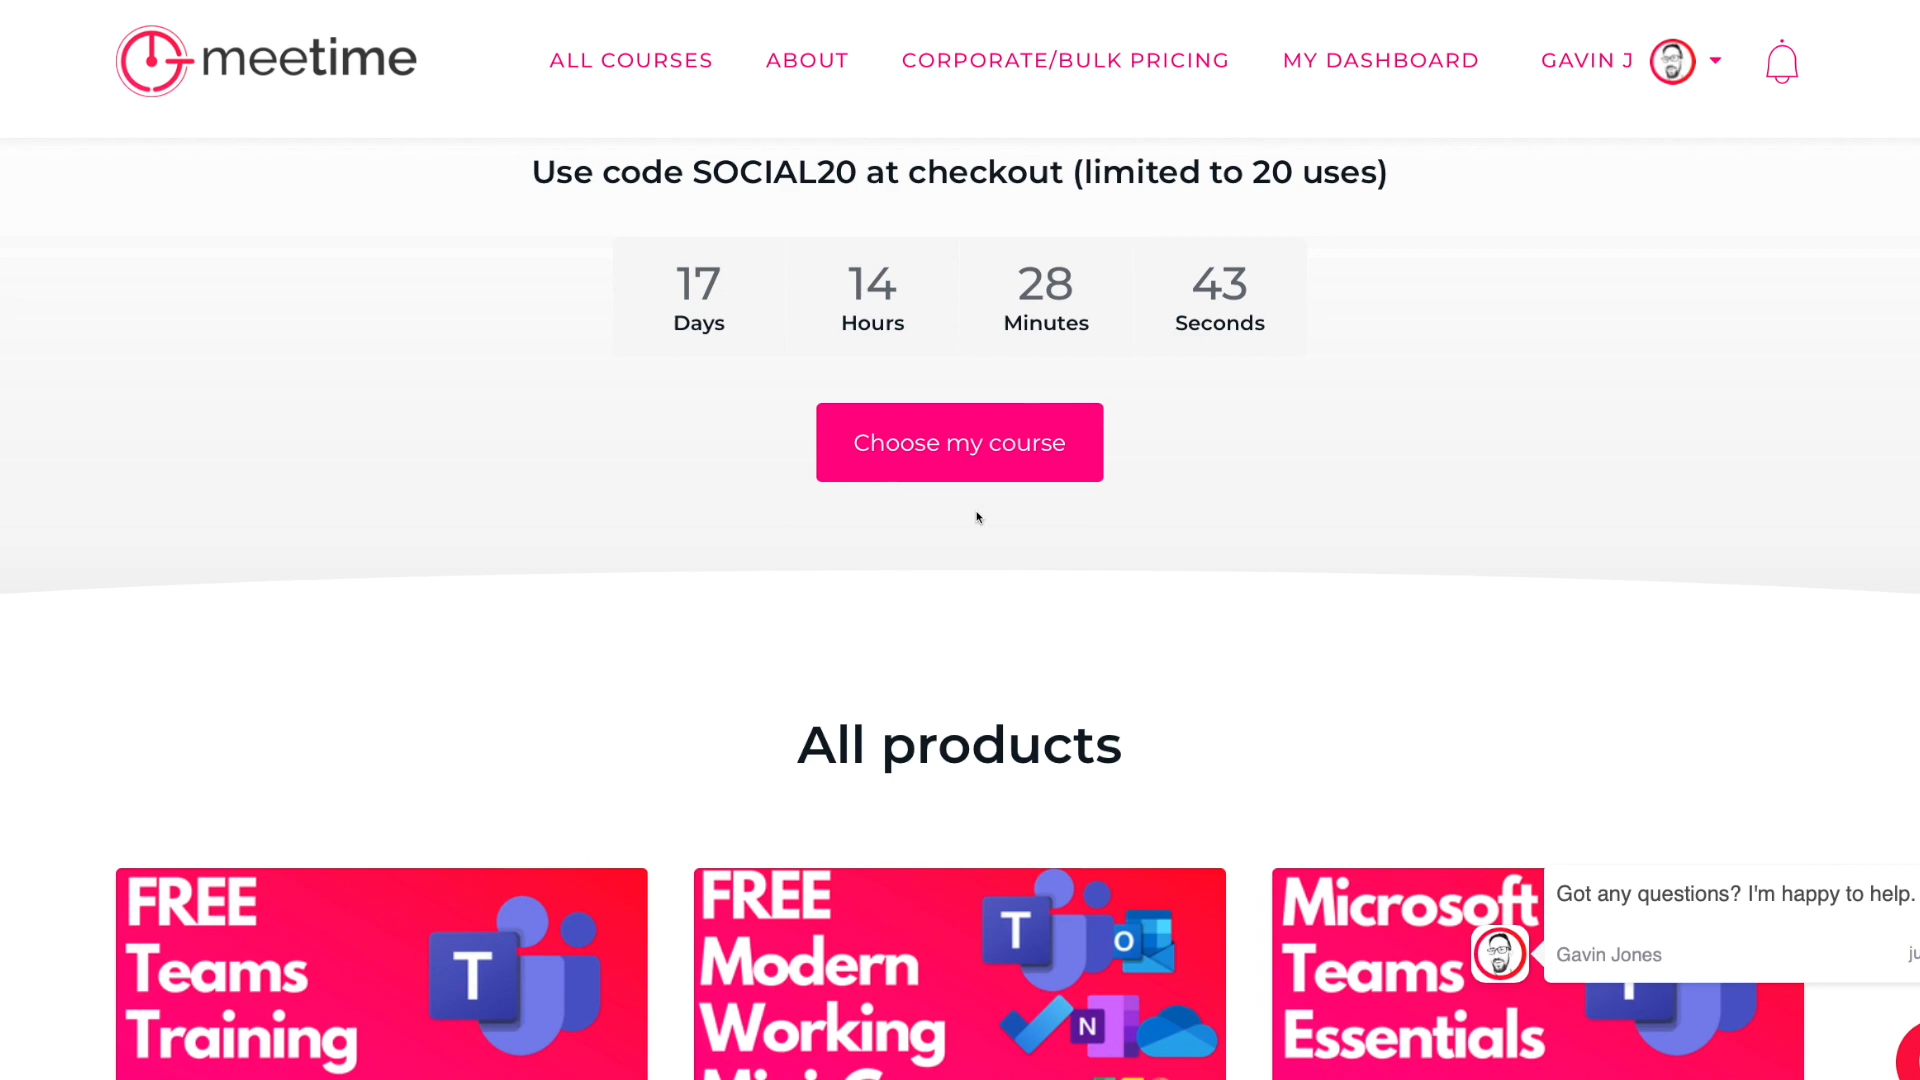 meetime
ALL COURSES
ABOUT
CORPORATE/BULK PRICING
MY DASHBOARD
GAVIN J
Use code SOCIAL20 at checkout (limited to 20 uses)
17
14
28
43
Days
Hours
Minutes
Seconds
Choose my course
All products
FREE
Teams
Training
T
FREE
Modern
Working
T
O
N
Microsoft
Teams
Essentials
Got any questions? I'm happy to help.
Gavin Jones